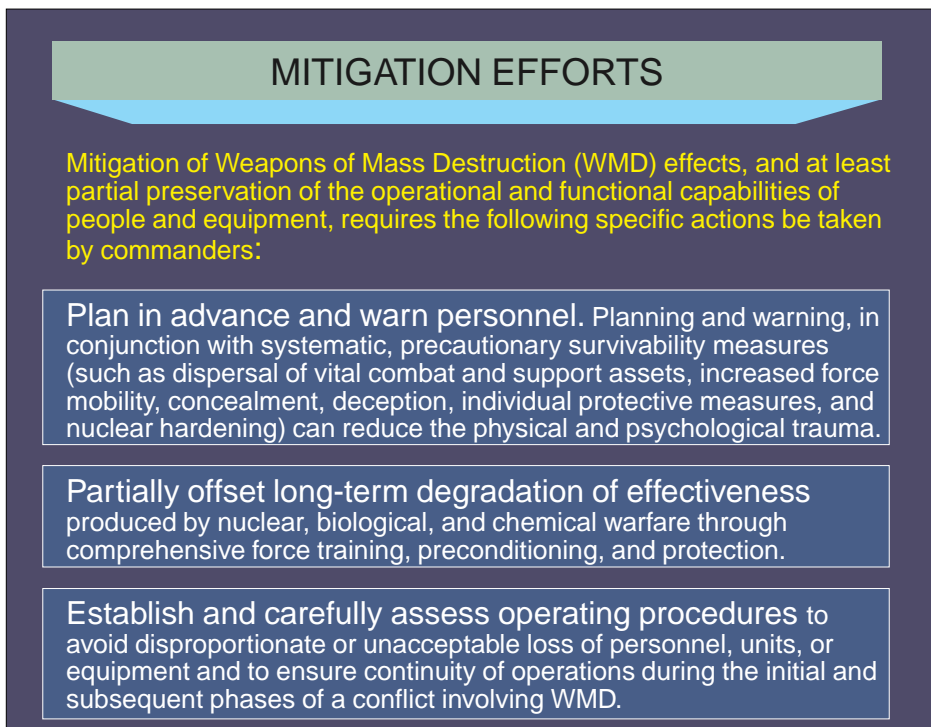 MITIGATION EFFORTS
Mitigation of Weapons of Mass Destruction (WMD) effects, and at least
partial preservation of the operational and functional capabilities of
people and equipment, requires the following specific actions be taken
by commanders:
Plan in advance and warn personnel. Planning and warning, in
conjunction with systematic, precautionary survivability measures
(such as dispersal of vital combat and support assets, increased force
mobility, concealment, deception, individual protective measures, and
nuclear hardening) can reduce the physical and psychological trauma.
Partially offset long-term degradation of effectiveness
produced by nuclear, biological, and chemical warfare through
comprehensive force training, preconditioning, and protection.
Establish and carefully assess operating procedures to
avoid disproportionate or unacceptable loss of personnel, units, or
equipment and to ensure continuity of operations during the initial and
subsequent phases of a conflict involving WMD.